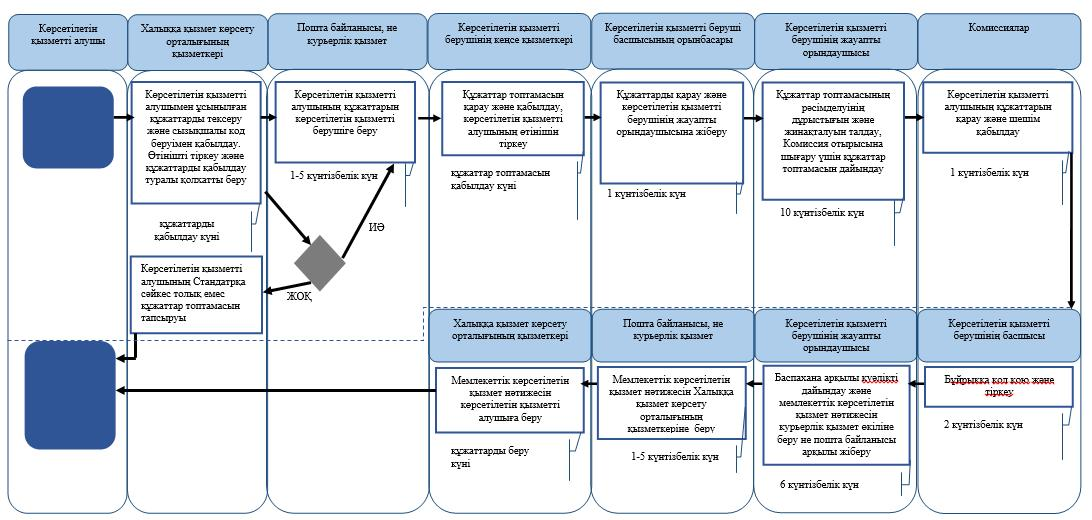 Көрсетілетін
қызметті алушы
Халыққа қызмет көрсету
орталығының
қызметкері
Пошта байланысы, не
курьерлік қызмет
Көрсетілетін қызметті
берушінің кеңсе қызметкері
Көрсетілетін қызметті беруші
басшысының орынбасары
Көрсетілетін қызметті
берушінің жауапты
орындаушысы
Комиссиялар
Көрсетілетін қызметті
алушымен ұсынылған
құжаттарды тексеру
және сызықшалы код
беруімен қабылдау.
Өтінішті тіркеу және
құжаттарды қабылдау
туралы қолхатты беру
құжаттарды
қабылдау күні
Көрсетілетін қызметті
алушының құжаттарын
көрсетілетін қызметті
берушіге беру
1-5 күнтізбелік күн
Құжаттар топтамасын
қарау және қабылдау,
көрсетілетін қызметті
алушының өтінішін
тіркеу
құжаттар топтамасын
қабылдау күні
Құжаттарды қарау және
көрсетілетін қызметті
берушінің жауапты
орындаушысына жіберу
1 күнтізбелік күн
Құжаттар топтамасының
рәсімделуінің
дұрыстығын және
жинақталуын талдау,
Комиссия отырысына
шығару үшін құжаттар
топтамасын дайындау
10 күнтізбелік күн
Көрсетілетін қызметті
алушының құжаттарын
қарау және шешім
қабылдау
1 күнтізбелік күн
ИӘ
ЖОҚ
Көрсетілетін қызметті
алушының Стандатрқа
сәйкес толық емес
құжаттар топтамасын
тапсыруы
Халыққа қызмет көрсету
орталығының қызметкері
Пошта байланысы, не
курьерлік қызмет
Көрсетілетін қызметті
берушінің жауапты
орындаушысы
Көрсетілетін қызметті
берушінің басшысы
Мемлекеттік көрсетілетін
қызмет нәтижесін
көрсетілетін қызметті
алушыға беру
құжаттарды беру
күні
Мемлекеттік көрсетілетін
қызмет нәтижесін Халыққа
қызмет көрсету
орталығының
қызметкеріне беру
1-5 күнтізбелік күн
Баспахана арқылы куәлікті
дайындау және
мемлекеттік көрсетілетін
қызмет нәтижесін
курьерлік қызмет өкіліне
беру не пошта байланысы
арқылы жіберу
6 күнтізбелік күн
Бұйрыққа қол қою және
тіркеу
2 күнтізбелік күн